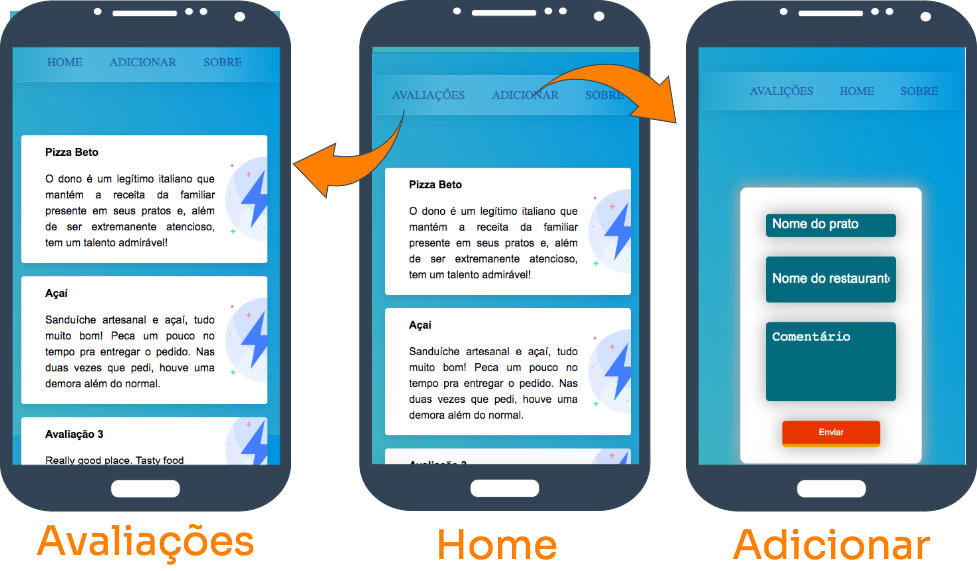 HOME ADICIONAR SOBRE
Pizza Beto
O dono é um legítimo italiano que
mantém a receita da familiar
presente em seus pratos e, além
de ser extremanente atencioso,
tem um talento admirável!
Açaí
Sanduíche artesanal e açaí, tudo
muito bom! Peca um pouco no
tempo pra entregar o pedido. Nas
duas vezes que pedi, houve uma
demora além do normal.
Avaliação 3
Really good place. Tasty food
Avaliações
AVALIAÇÕES ADICIONAR SOBRE
Pizza Beto
O dono é um legítimo italiano que
mantém a receita da familiar
presente em seus pratos e, além
de ser extremanente atencioso,
tem um talento admirável!
Açaí
Sanduíche artesanal e açaí, tudo
muito bom! Peca um pouco no
tempo pra entregar o pedido. Nas
duas vezes que pedi, houve uma
demora além do normal.
Avaliação 3
Home
AVALIÇÕES HOME SOBRE
Nome do prato
Nome do restaurant
Comentário
Enviar
Adicionar